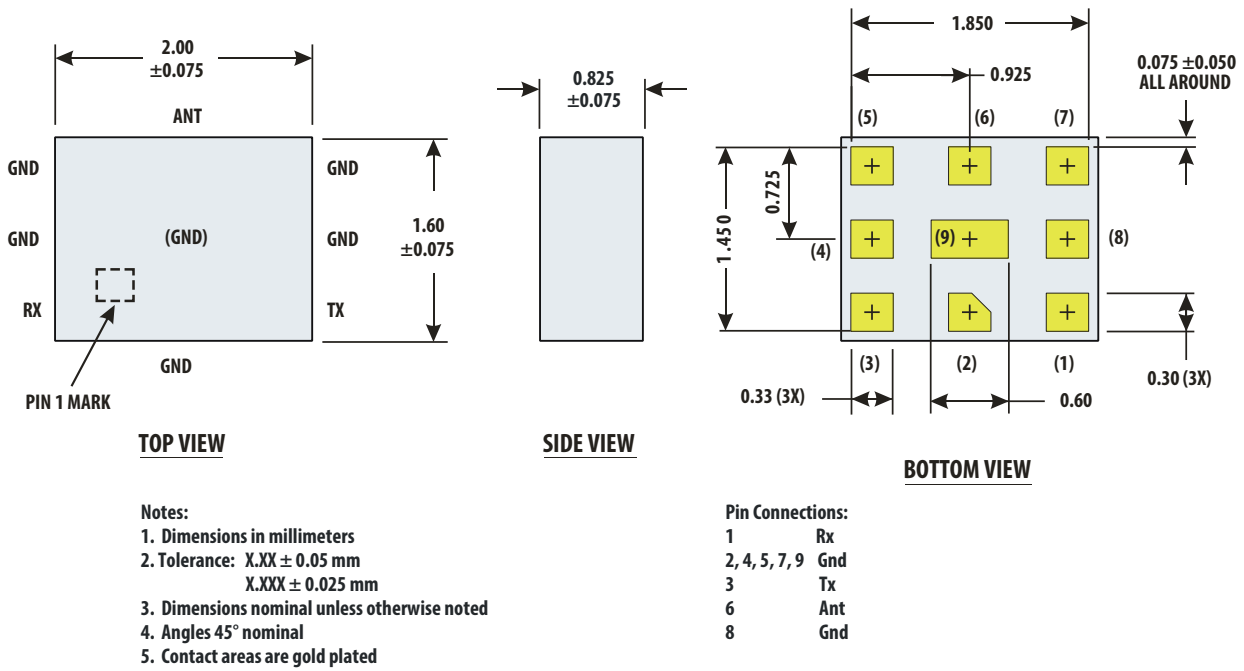 2.00
±0.075
ANT
GND
GND
GND
(GND)
GND
RX
TX
GND
PIN 1 MARK
1.60
±0.075
TOP VIEW
0.825
±0.075
SIDE VIEW
1.850
0.925
0.075 ±0.050
ALL AROUND
(5)
(6)
(7)
0.725
1.450
(4)
(9)
(8)
(3)
(2)
(1)
0.33 (3X)
0.60
0.30 (3X)
BOTTOM VIEW
Notes:
1. Dimensions in millimeters
2. Tolerance: X.XX ± 0.05 mm
X.XXX ± 0.025 mm
3. Dimensions nominal unless otherwise noted
4. Angles 45° nominal
5. Contact areas are gold plated
Pin Connections:
1 Rx
2, 4, 5, 7, 9 Gnd
3 Tx
6 Ant
8 Gnd